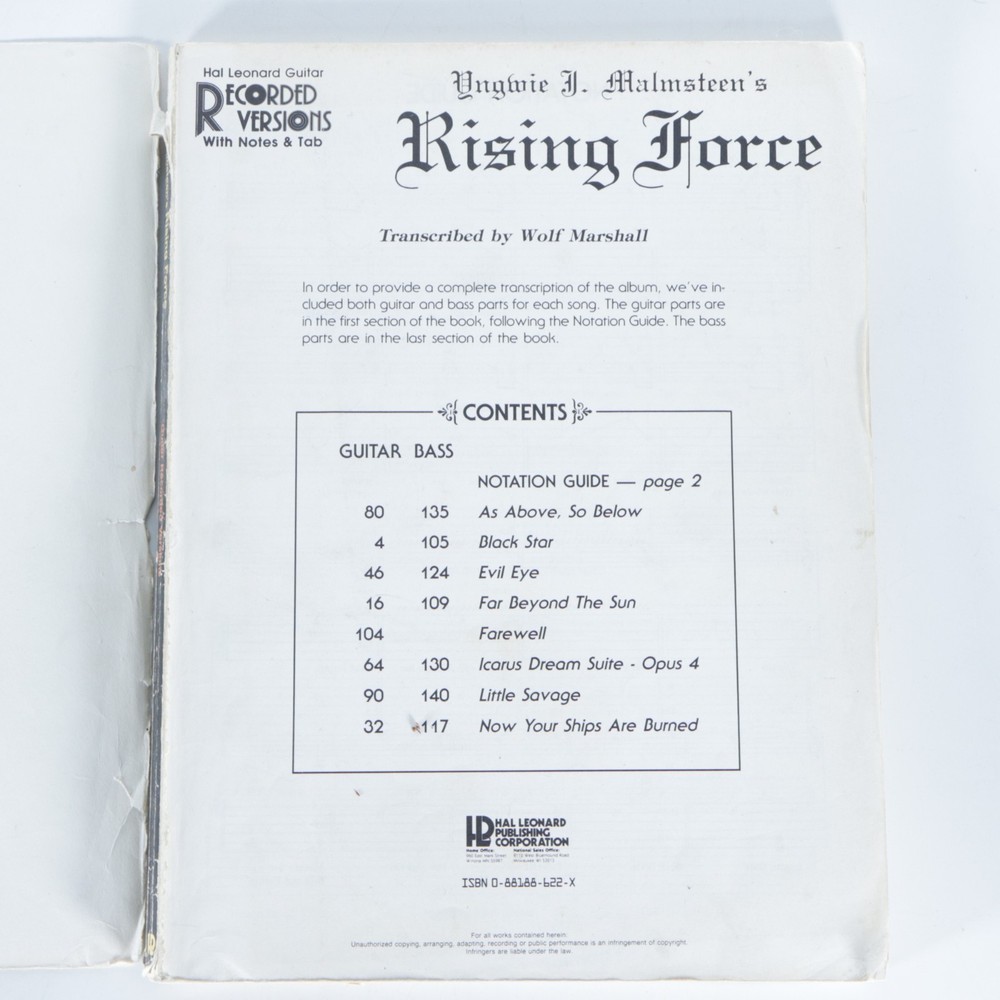 Hal Leonard Guitar
RECORDED
VERSIONS
With Notes & Tab
Yngwie J. Malmsteen's
Rising Force
Transcribed by Wolf Marshall
In order to provide a complete transcription of the album, we've in-
cluded both guitar and bass parts for each song. The guitar parts are
in the first section of the book, following the Notation Guide. The bass
parts are in the last section of the book.
CONTENTS
GUITAR BASS
NOTATION GUIDE — page 2
80 135 As Above, So Below
4 105 Black Star
46 124 Evil Eye
16 109 Far Beyond The Sun
104 Farewell
64 130 Icarus Dream Suite - Opus 4
90 140 Little Savage
32 117 Now Your Ships Are Burned
HL HAL LEONARD
PUBLISHING
CORPORATION
Home Office: National Sales Office:
ISBN 0-88188-622-X
For all works contained herein:
Unauthorized copying, arranging, adapting, recording or public performance is an infringement of copyright.
Infringers are liable under the law.